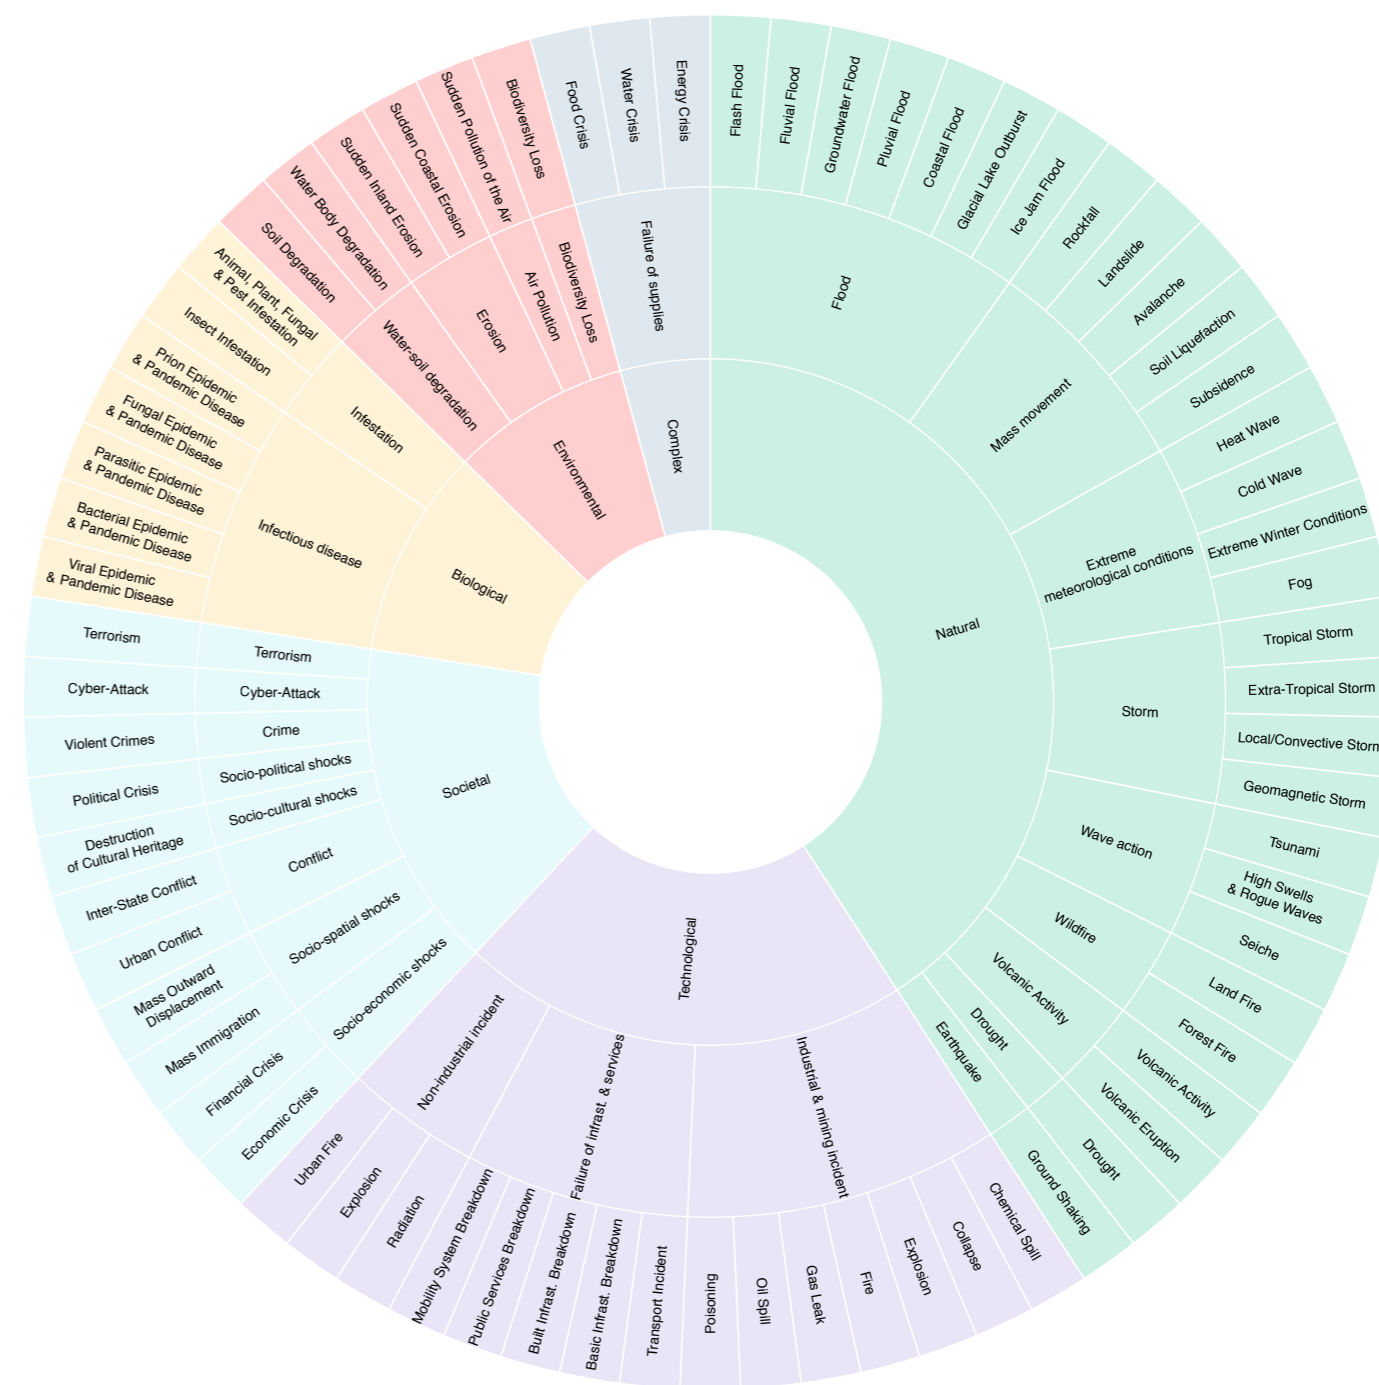 Natural
Flood
Flash Flood
Fluvial Flood
Groundwater Flood
Pluvial Flood
Coastal Flood
Glacial Lake Outburst
Ice Jam Flood
Mass movement
Rockfall
Landslide
Avalanche
Soil Liquefaction
Subsidence
Extreme
meteorological conditions
Heat Wave
Cold Wave
Extreme Winter Conditions
Fog
Storm
Tropical Storm
Extra-Tropical Storm
Local/Convective Storm
Geomagnetic Storm
Wave action
Tsunami
High Swells
& Rogue Waves
Seiche
Wildfire
Land Fire
Forest Fire
Volcanic Activity
Volcanic Activity
Volcanic Eruption
Drought
Drought
Earthquake
Ground Shaking
Technological
Industrial & mining incident
Chemical Spill
Collapse
Explosion
Fire
Gas Leak
Oil Spill
Poisoning
Failure of infrast. & services
Transport Incident
Basic Infrast. Breakdown
Built Infrast. Breakdown
Public Services Breakdown
Mobility System Breakdown
Non-industrial incident
Radiation
Explosion
Urban Fire
Societal
Socio-economic shocks
Economic Crisis
Financial Crisis
Socio-spatial shocks
Mass Immigration
Mass Outward
Displacement
Conflict
Urban Conflict
Inter-State Conflict
Socio-cultural shocks
Destruction
of Cultural Heritage
Socio-political shocks
Political Crisis
Crime
Violent Crimes
Cyber-Attack
Cyber-Attack
Terrorism
Terrorism
Biological
Infectious disease
Viral Epidemic
& Pandemic Disease
Bacterial Epidemic
& Pandemic Disease
Parasitic Epidemic
& Pandemic Disease
Fungal Epidemic
& Pandemic Disease
Prion Epidemic
& Pandemic Disease
Infestation
Insect Infestation
Animal, Plant, Fungal
& Pest Infestation
Environmental
Water-soil degradation
Soil Degradation
Water Body Degradation
Erosion
Sudden Inland Erosion
Sudden Coastal Erosion
Air Pollution
Sudden Pollution of the Air
Biodiversity Loss
Biodiversity Loss
Complex
Failure of supplies
Food Crisis
Water Crisis
Energy Crisis